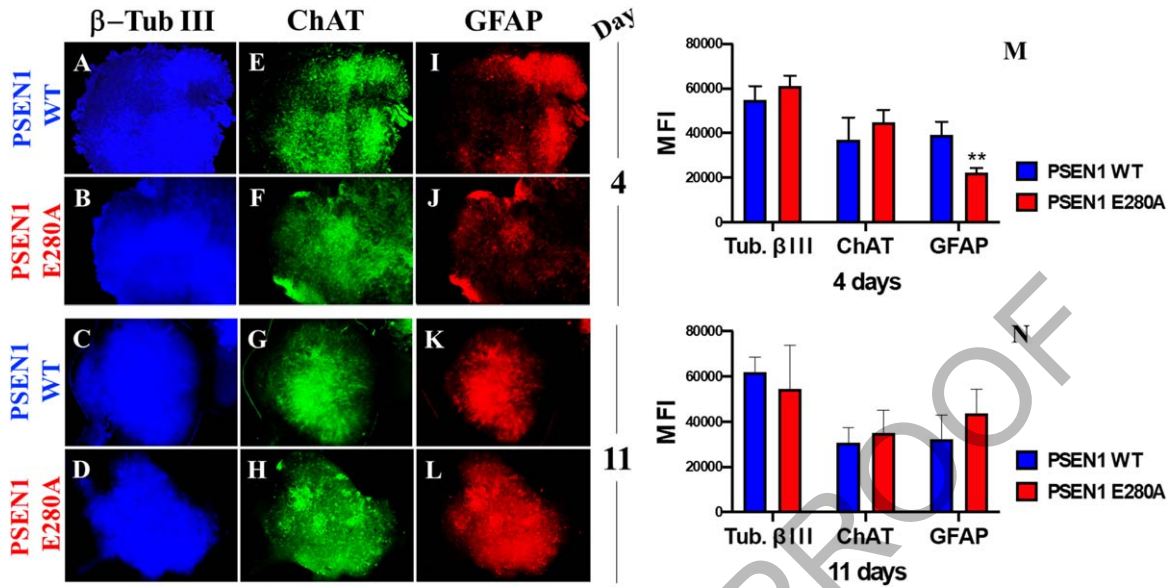 β–Tub III ChAT GFAP Day
PSEN1 WT
A E I
PSEN1 E280A
B F J
4
PSEN1 WT
C G K
PSEN1 E280A
D H L
11
M
80000
60000
40000
20000
0
MFI
**
PSEN1 WT
PSEN1 E280A
Tub. β III ChAT GFAP
4 days
N
80000
60000
40000
20000
0
MFI
PSEN1 WT
PSEN1 E280A
Tub. β III ChAT GFAP
11 days
PROOF